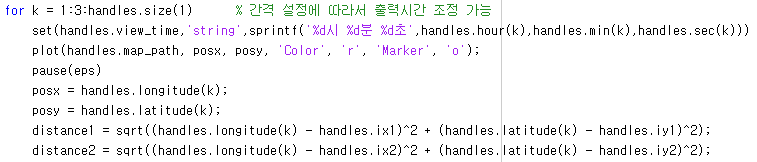 for k = 1:3:handles.size(1) % 간격 설정에 따라서 출력시간 조정 가능
set(handles.view_time,'string',sprintf('%d시 %d분 %d초',handles.hour(k),handles.min(k),handles.sec(k)))
plot(handles.map_path, posx, posy, 'Color', 'r', 'Marker', 'o');
pause(eps)
posx = handles.longitude(k);
posy = handles.latitude(k);
distance1 = sqrt((handles.longitude(k) - handles.ix1)^2 + (handles.latitude(k) - handles.iy1)^2);
distance2 = sqrt((handles.longitude(k) - handles.ix2)^2 + (handles.latitude(k) - handles.iy2)^2);